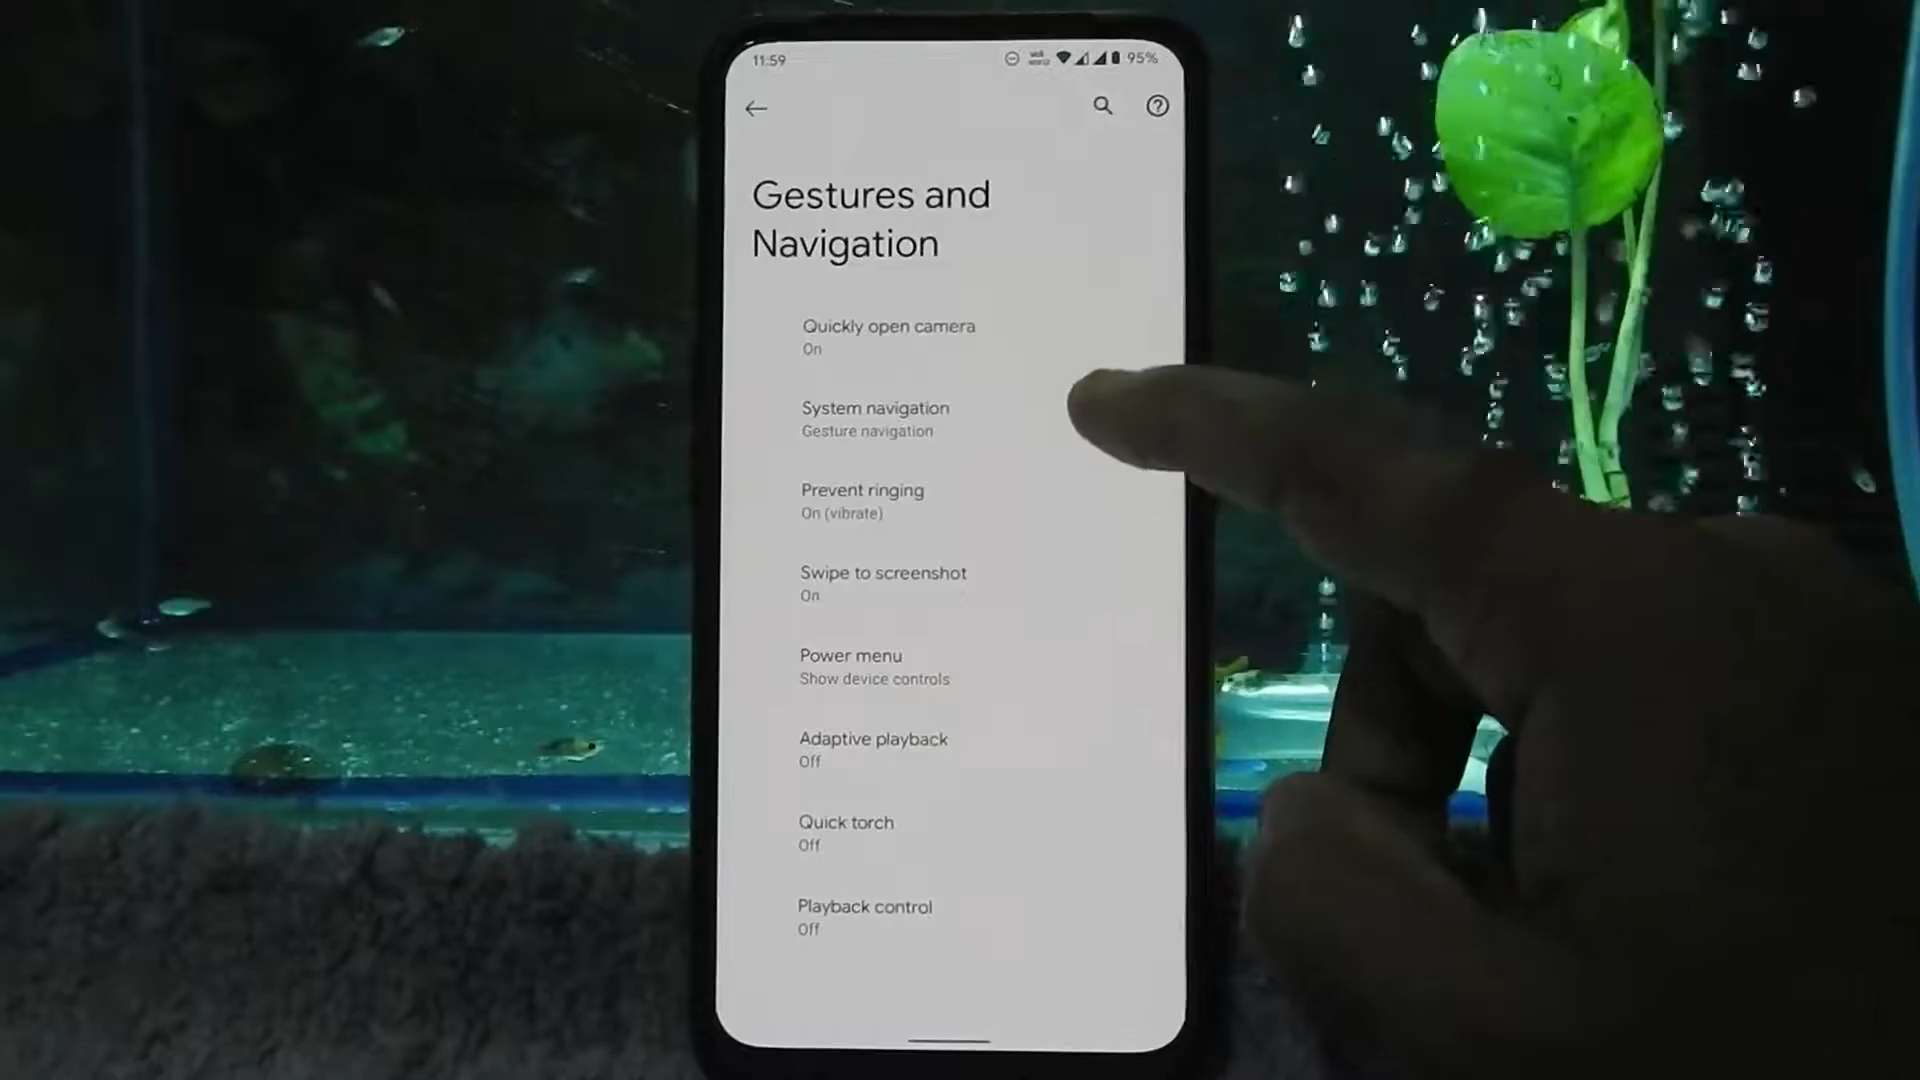 11:59
95%
Gestures and
Navigation
Quickly open camera
On
System navigation
Gesture navigation
Prevent ringing
On (vibrate)
Swipe to screenshot
On
Power menu
Show device controls
Adaptive playback
Off
Quick torch
Off
Playback control
Off